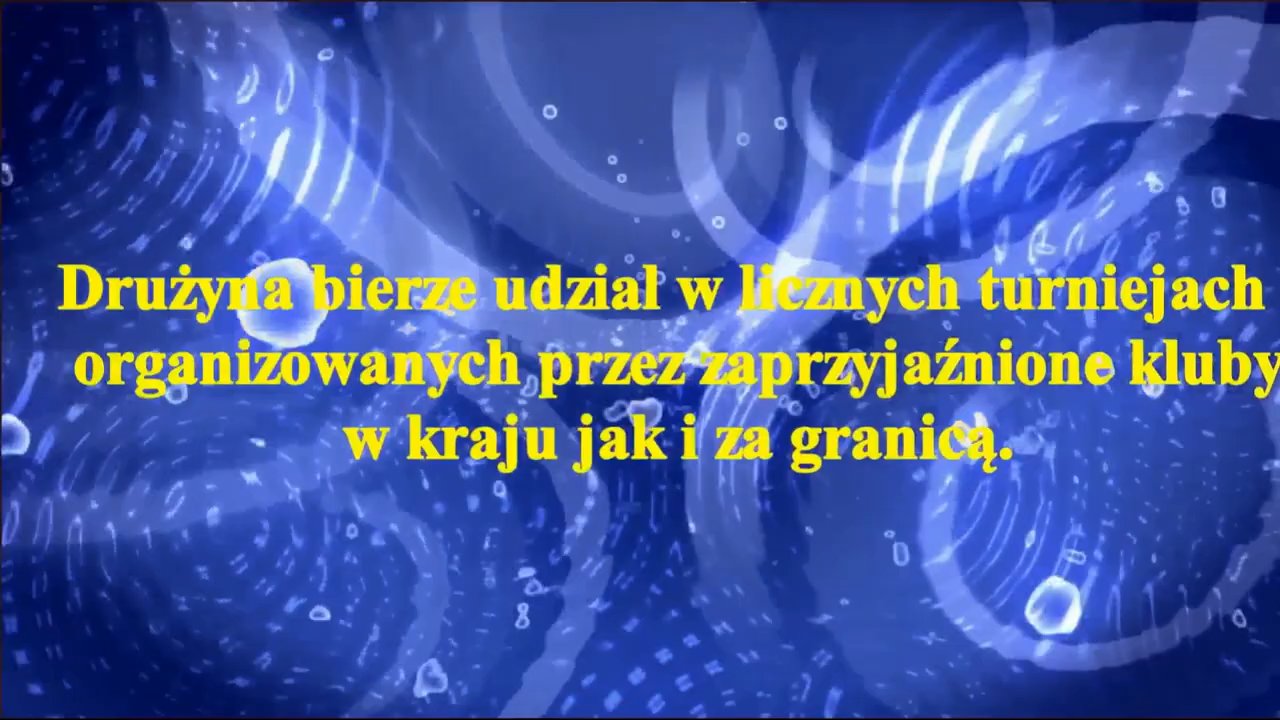 Drużyna bierze udział w licznych turniejach
organizowanych przez zaprzyjaźnione kluby
w kraju jak i za granicą.